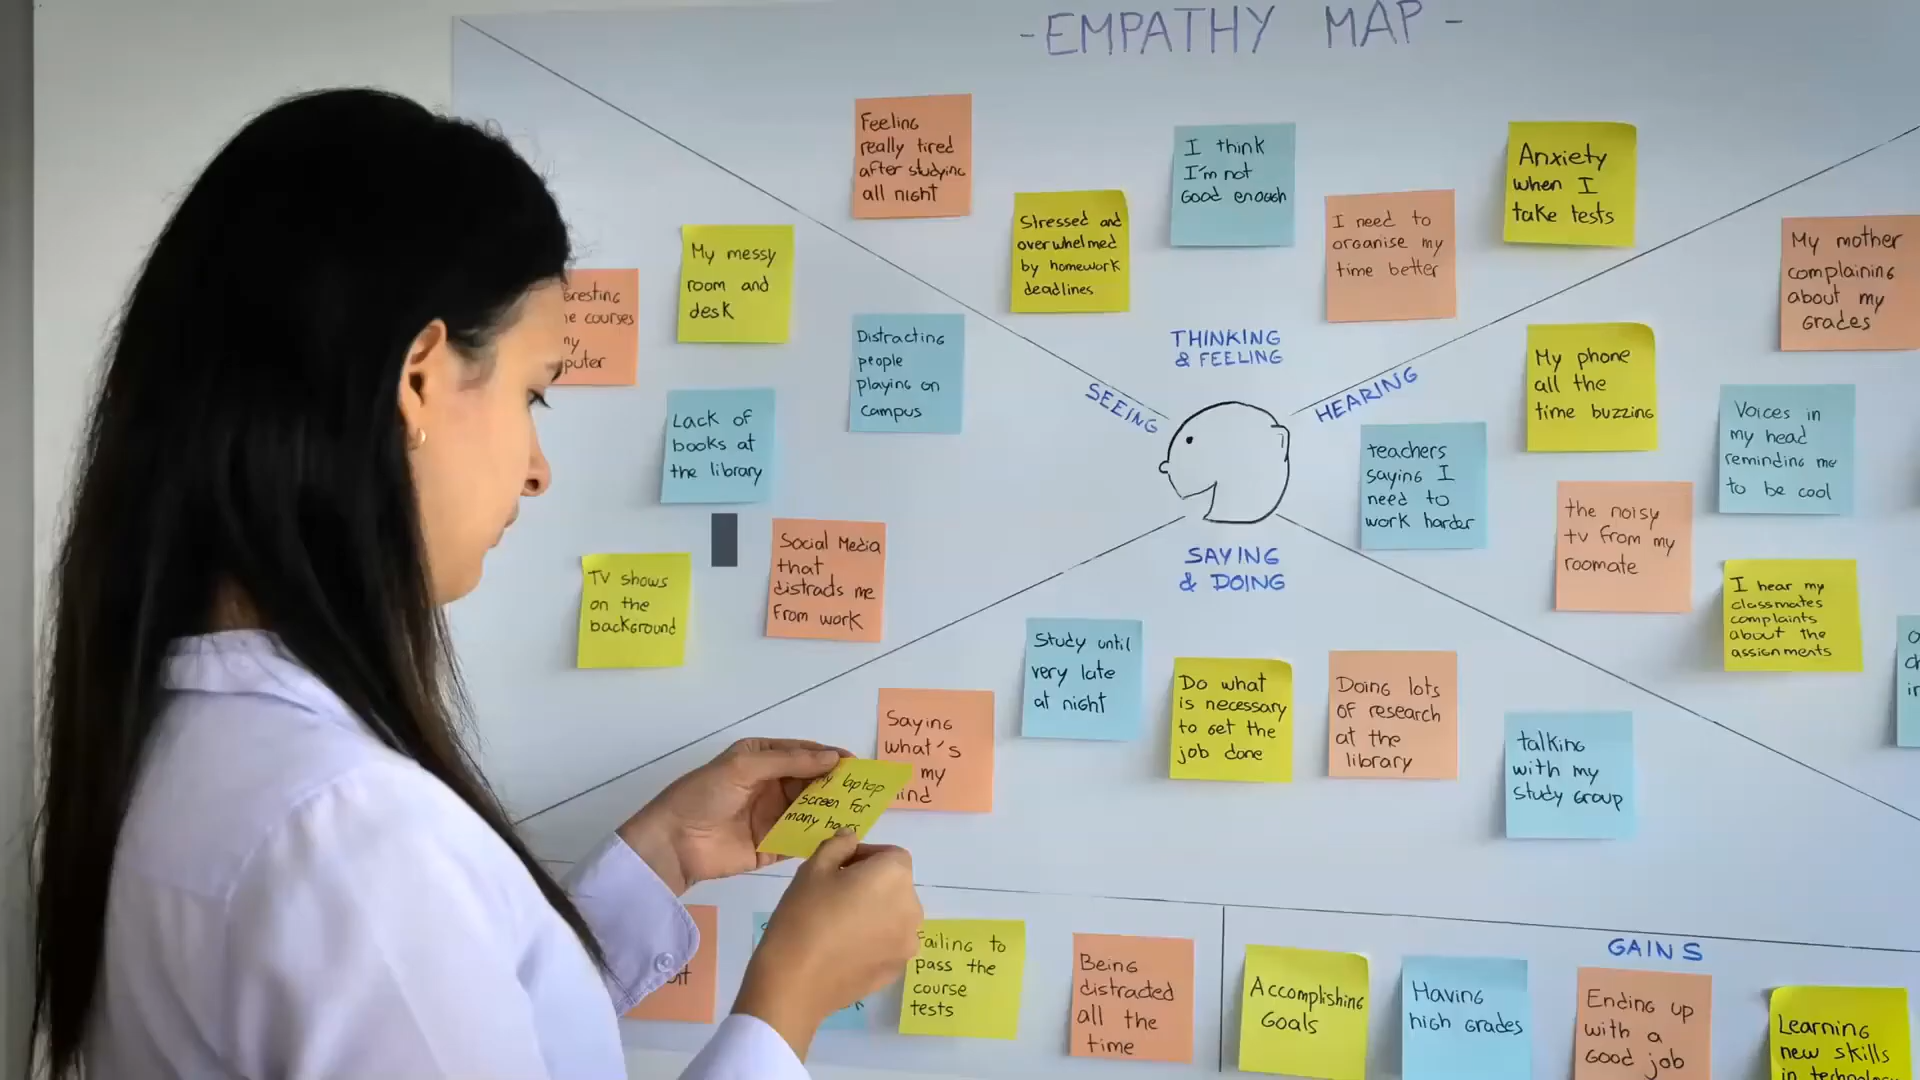 - EMPATHY MAP -
Feeling
really tired
after studying
all night
Stressed and
overwhelmed
by homework
deadlines
I think
I'm not
Good enough
I need to
organise my
time better
Anxiety
when I
take tests
THINKING
& FEELING
My messy
room and
desk
courses
Distracting
people
playing on
campus
Lack of
books at
the library
TV shows
on the
background
Social Media
that
distracts me
From work
SEEING
HEARING
My mother
complaining
about my
Grades
My phone
all the
time buzzing
Voices in
my head
reminding me
to be cool
teachers
saying I
need to
work harder
the noisy
tv from my
roomate
I hear my
classmates
complaints
about the
assignments
SAYING
& DOING
Study until
very late
at night
Do what
is necessary
to get the
job done
Doing lots
of research
at the
library
talking
with my
study group
Saying
what's
my
laptop
screen for
many hours
Failing to
pass the
course
tests
Being
distracted
all the
time
GAINS
Accomplishing
Goals
Having
high grades
Ending up
with a
Good job
Learning
new skills
in technology